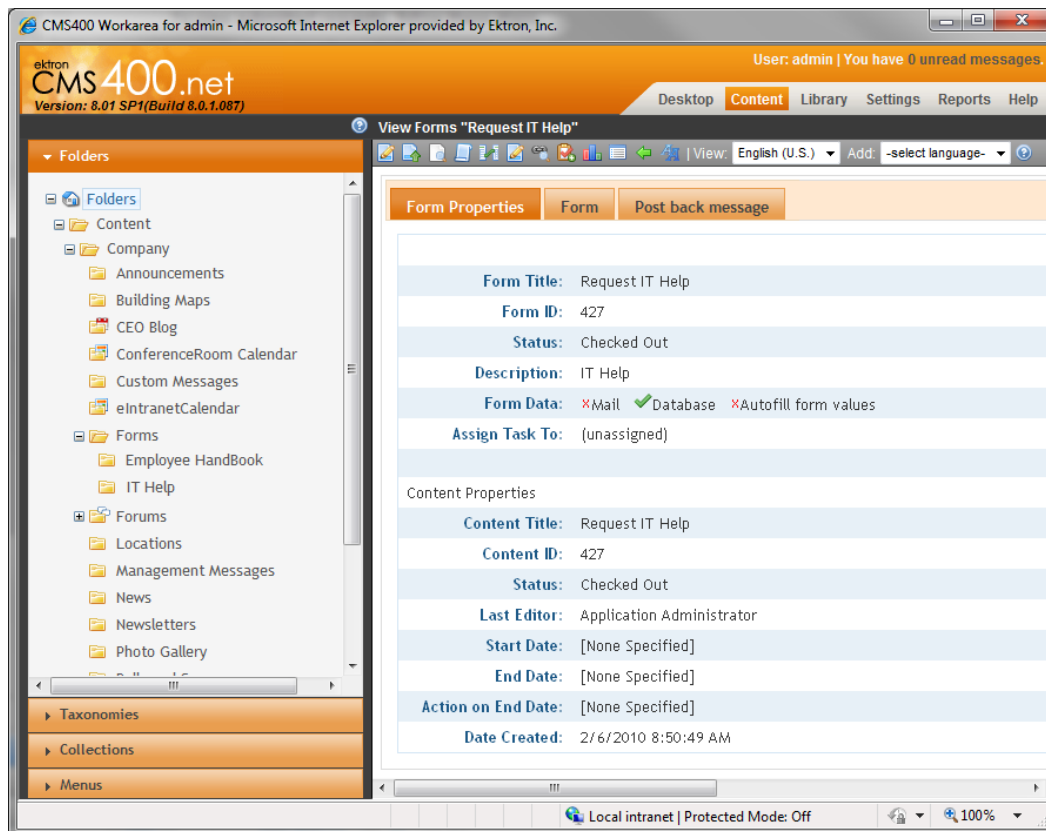 CMS400 Workarea for admin - Microsoft Internet Explorer provided by Ektron, Inc.
User: admin | You have 0 unread messages.
ektron
CMS400.net
Version: 8.01 SP1(Build 8.0.1.087)
Desktop Content Library Settings Reports Help
View Forms "Request IT Help"
View: English (U.S.) Add: -select language-
Folders
Folders
Content
Company
Announcements
Building Maps
CEO Blog
ConferenceRoom Calendar
Custom Messages
eIntranetCalendar
Forms
Employee HandBook
IT Help
Forums
Locations
Management Messages
News
Newsletters
Photo Gallery
Taxonomies
Collections
Menus
Form Properties Form Post back message
Form Title: Request IT Help
Form ID: 427
Status: Checked Out
Description: IT Help
Form Data: Mail Database Autofill form values
Assign Task To: (unassigned)
Content Properties
Content Title: Request IT Help
Content ID: 427
Status: Checked Out
Last Editor: Application Administrator
Start Date: [None Specified]
End Date: [None Specified]
Action on End Date: [None Specified]
Date Created: 2/6/2010 8:50:49 AM
Local intranet | Protected Mode: Off
100%